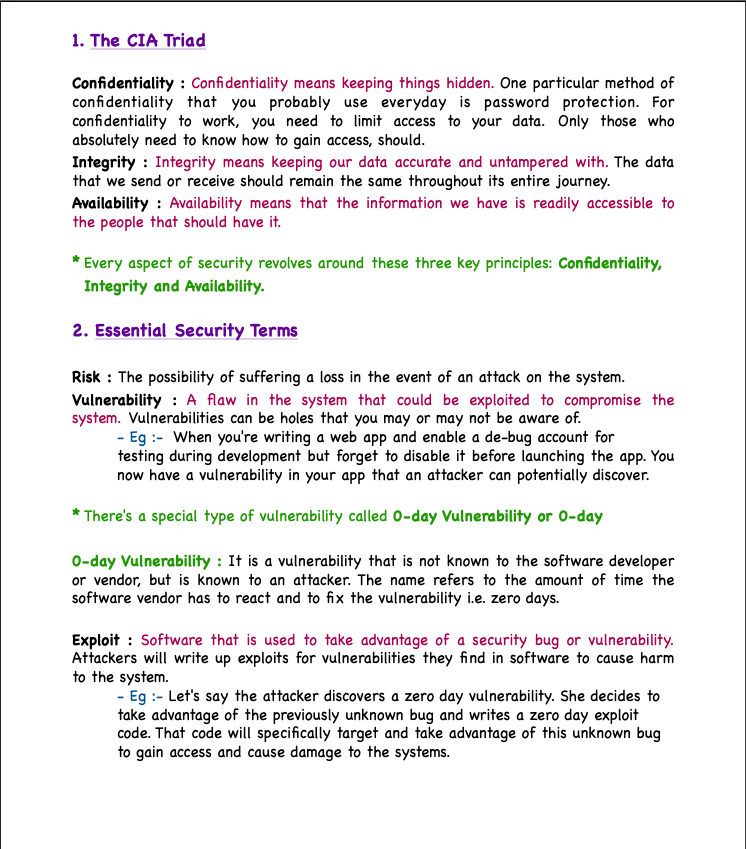 1. The CIA Triad
Confidentiality : Confidentiality means keeping things hidden. One particular method of
confidentiality that you probably use everyday is password protection. For
confidentiality to work, you need to limit access to your data. Only those who
absolutely need to know how to gain access, should.
Integrity : Integrity means keeping our data accurate and untampered with. The data
that we send or receive should remain the same throughout its entire journey.
Availability : Availability means that the information we have is readily accessible to
the people that should have it.
* Every aspect of security revolves around these three key principles: Confidentiality,
Integrity and Availability.
2. Essential Security Terms
Risk : The possibility of suffering a loss in the event of an attack on the system.
Vulnerability : A flaw in the system that could be exploited to compromise the
system. Vulnerabilities can be holes that you may or may not be aware of.
- Eg :- When you're writing a web app and enable a de-bug account for
testing during development but forget to disable it before launching the app. You
now have a vulnerability in your app that an attacker can potentially discover.
* There's a special type of vulnerability called 0-day Vulnerability or 0-day
0-day Vulnerability : It is a vulnerability that is not known to the software developer
or vendor, but is known to an attacker. The name refers to the amount of time the
software vendor has to react and to fix the vulnerability i.e. zero days.
Exploit : Software that is used to take advantage of a security bug or vulnerability.
Attackers will write up exploits for vulnerabilities they find in software to cause harm
to the system.
- Eg :- Let's say the attacker discovers a zero day vulnerability. She decides to
take advantage of the previously unknown bug and writes a zero day exploit
code. That code will specifically target and take advantage of this unknown bug
to gain access and cause damage to the systems.